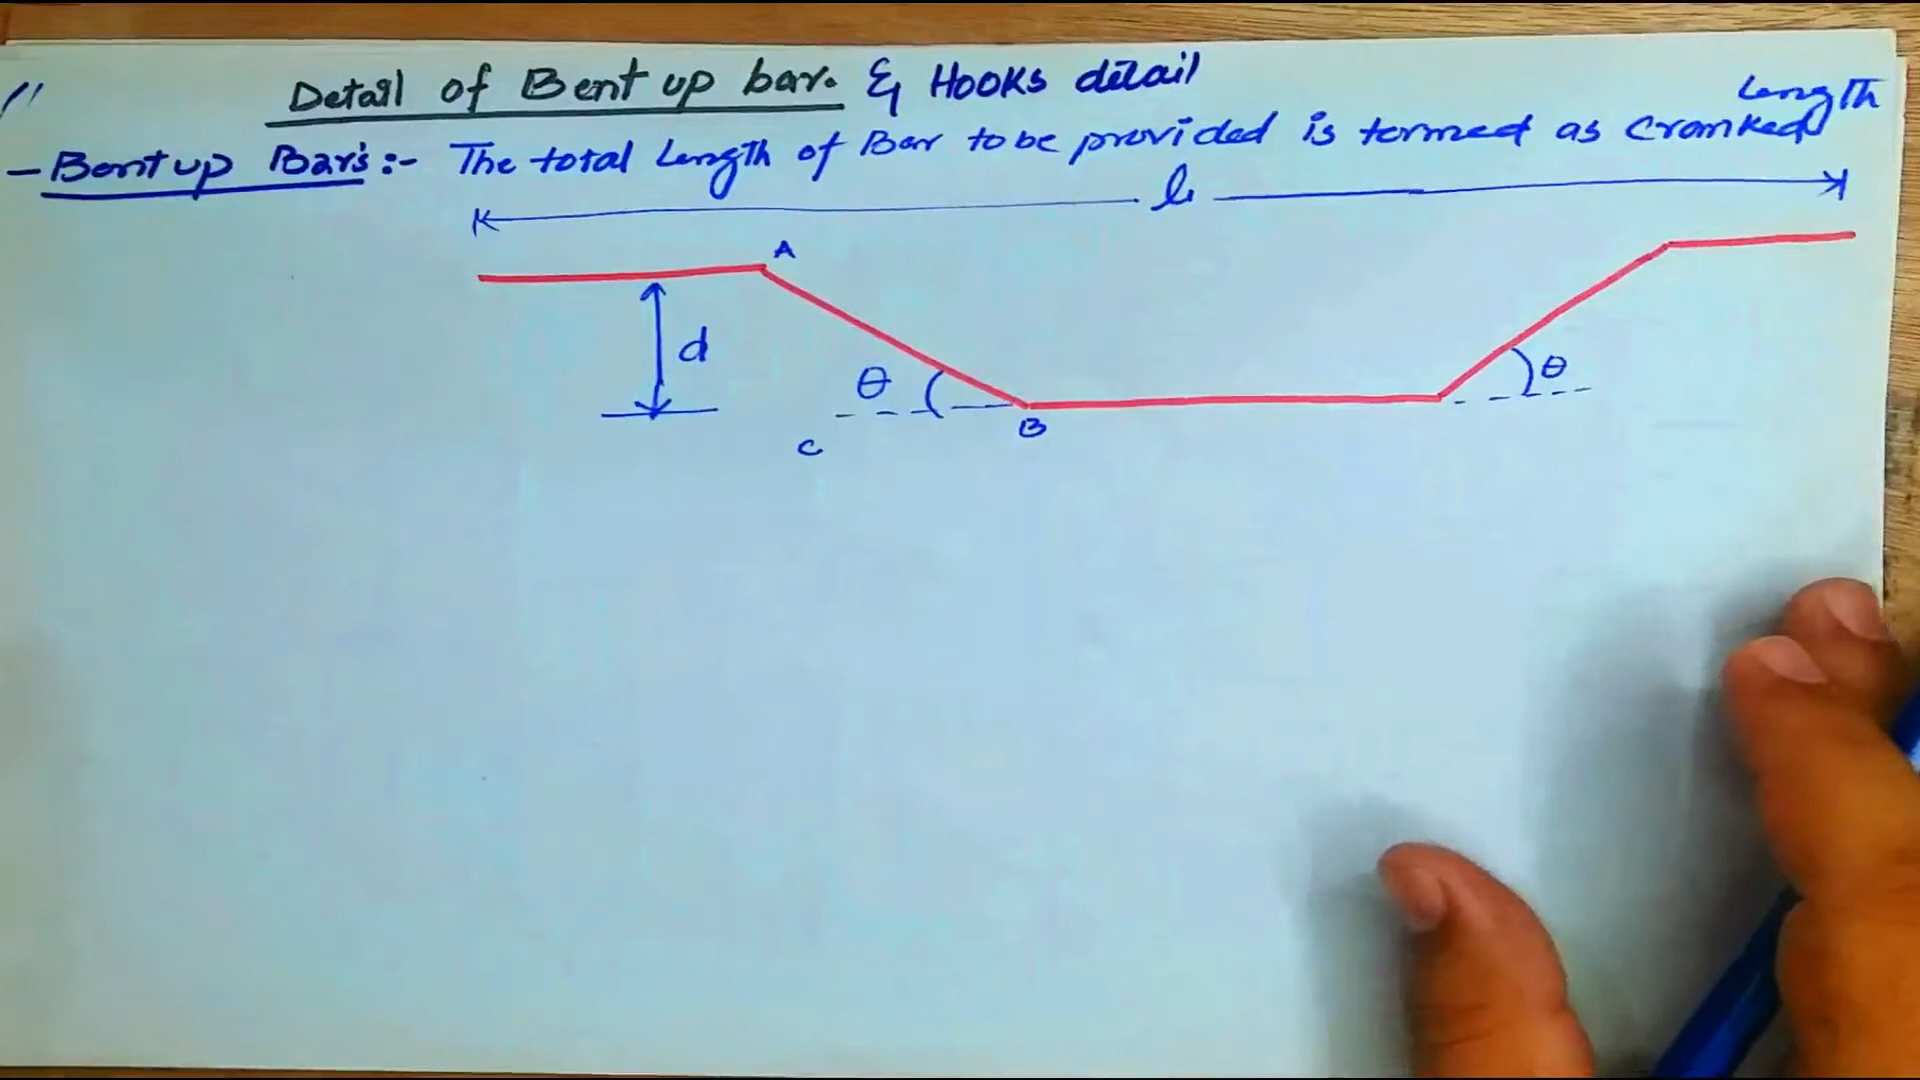 Detail of Bent up bar. & Hooks detail
Length
- Bent up Bar's :- The total Length of Bar to be provided is termed as Cranked
l
A
d
θ
θ
B
C